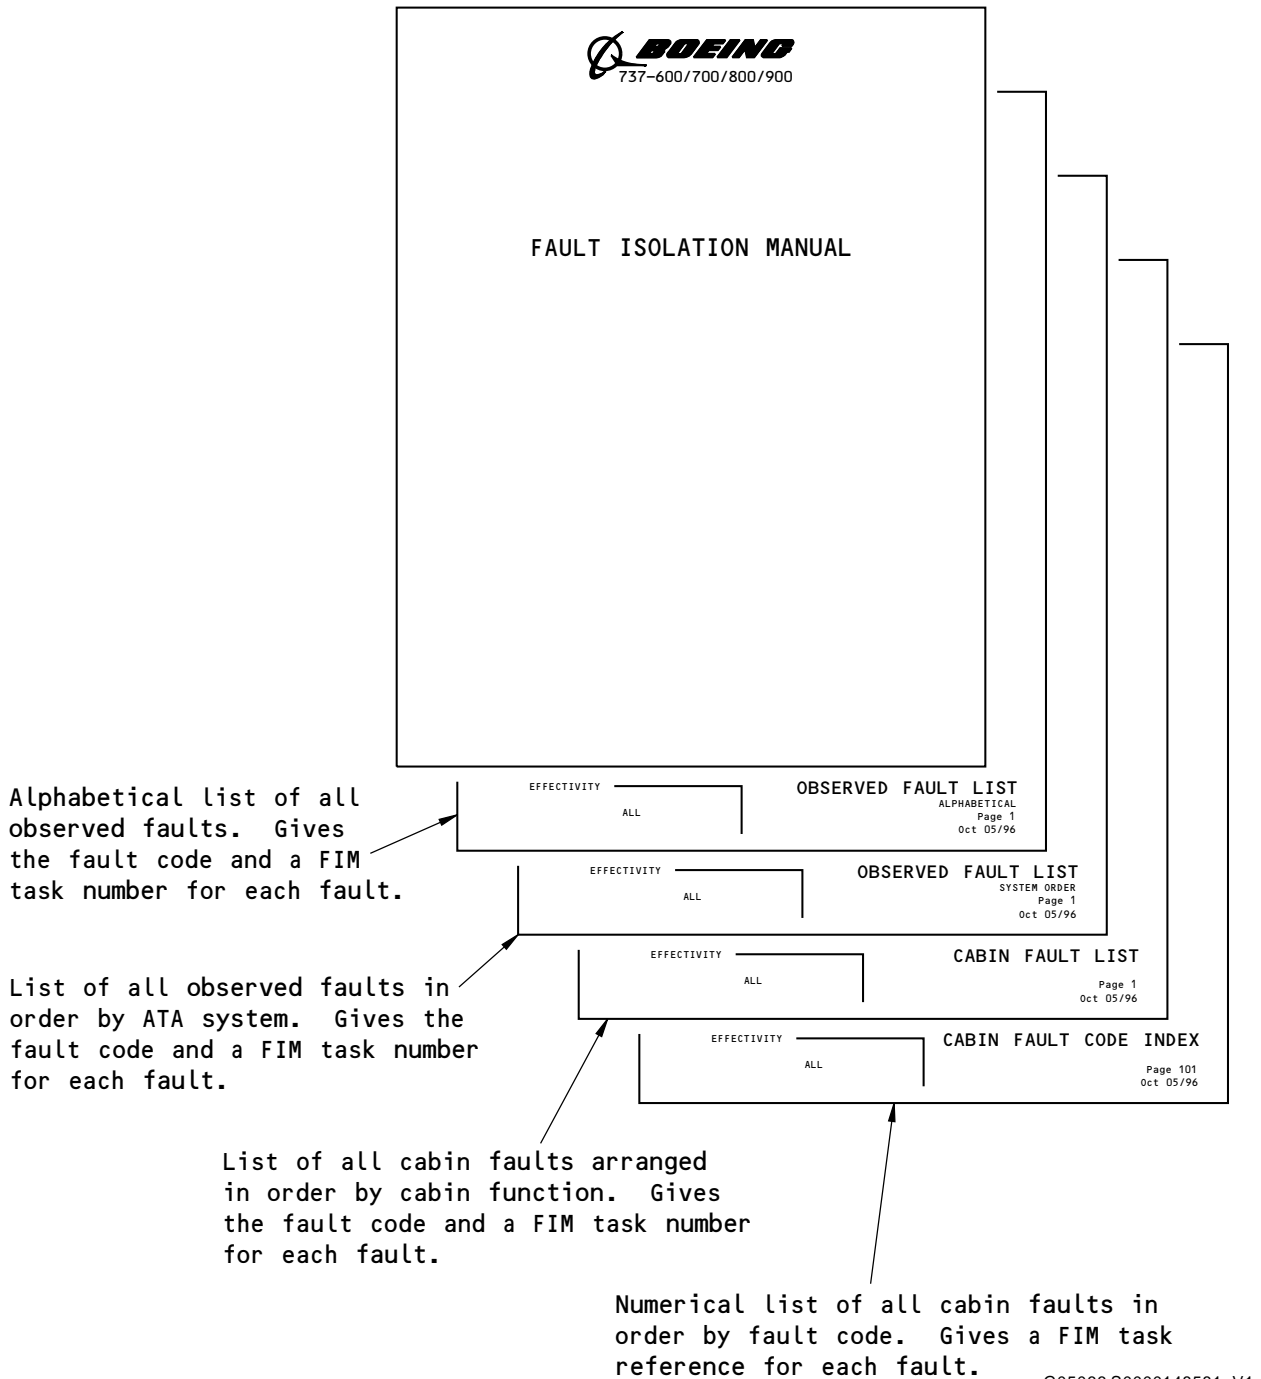 BOEING
737-600/700/800/900
FAULT ISOLATION MANUAL
Alphabetical list of all
observed faults. Gives
the fault code and a FIM
task number for each fault.
EFFECTIVITY
ALL
OBSERVED FAULT LIST
ALPHABETICAL
Page 1
Oct 05/96
EFFECTIVITY
ALL
OBSERVED FAULT LIST
SYSTEM ORDER
Page 1
Oct 05/96
List of all observed faults in
order by ATA system. Gives the
fault code and a FIM task number
for each fault.
EFFECTIVITY
ALL
CABIN FAULT LIST
Page 1
Oct 05/96
EFFECTIVITY
ALL
CABIN FAULT CODE INDEX
Page 101
Oct 05/96
List of all cabin faults arranged
in order by cabin function. Gives
the fault code and a FIM task number
for each fault.
Numerical list of all cabin faults in
order by fault code. Gives a FIM task
reference for each fault.